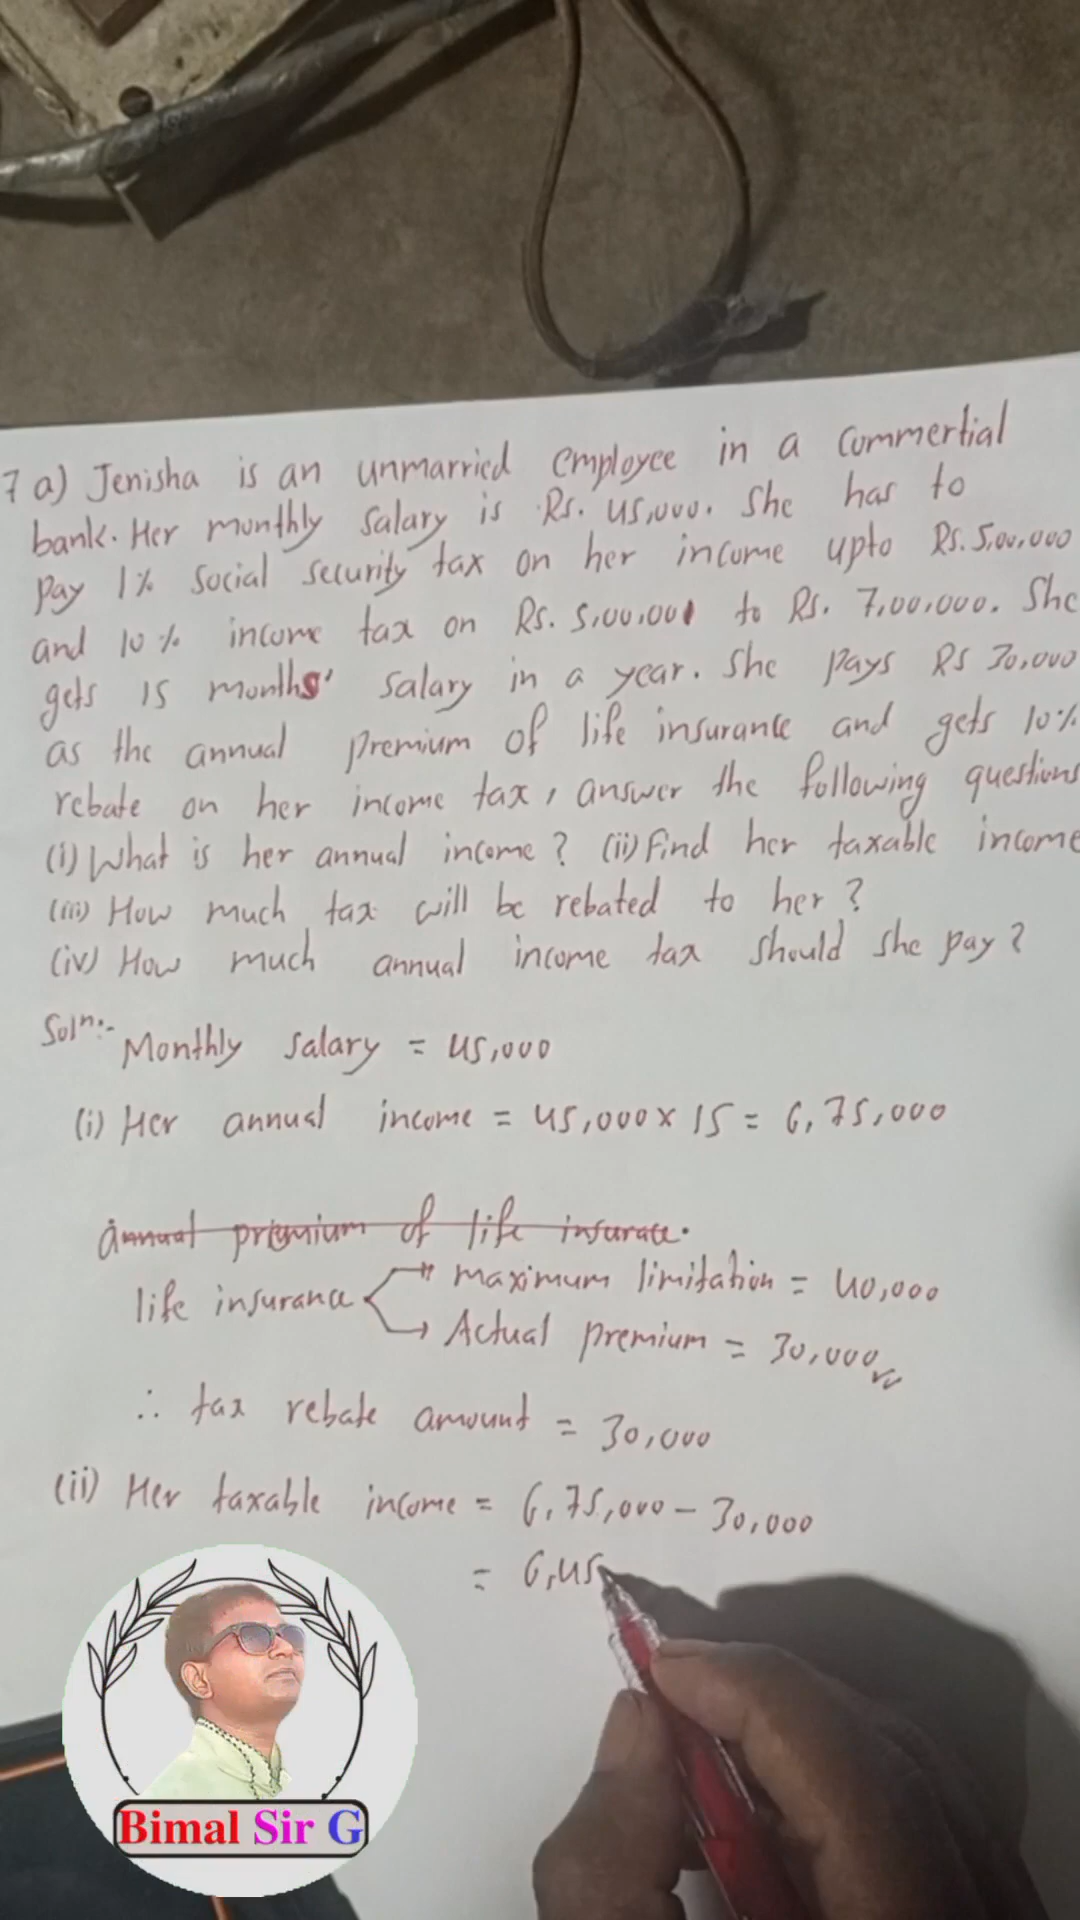 7 a) Jenisha is an unmarried employee in a commertial
bank. Her monthly salary is Rs. 45,000. She has to
pay 1% social security tax on her income upto Rs. 5,00,000
and 10% income tax on Rs. 5,00,001 to Rs. 7,00,000. She
gets 15 months' salary in a year. She pays Rs 30,000
as the annual premium of life insurance and gets 10%
rebate on her income tax, answer the following questions
(i) What is her annual income? (ii) Find her taxable income
(iii) How much tax will be rebated to her?
(iv) How much annual income tax should she pay?
Soln:- Monthly salary = 45,000
(i) Her annual income = 45,000 x 15 = 6,75,000
Annual premium of life insurace.
life insurance → maximum limitation = 40,000
→ Actual premium = 30,000
∴ tax rebate amount = 30,000
(ii) Her taxable income = 6,75,000 - 30,000
= 6,45
Bimal Sir G